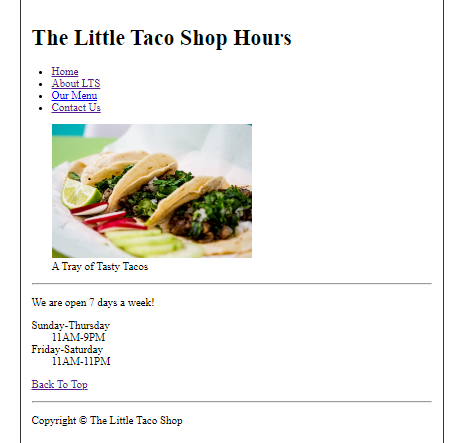 The Little Taco Shop Hours
Home
About LTS
Our Menu
Contact Us
A Tray of Tasty Tacos
We are open 7 days a week!
Sunday-Thursday
11AM-9PM
Friday-Saturday
11AM-11PM
Back To Top
Copyright © The Little Taco Shop